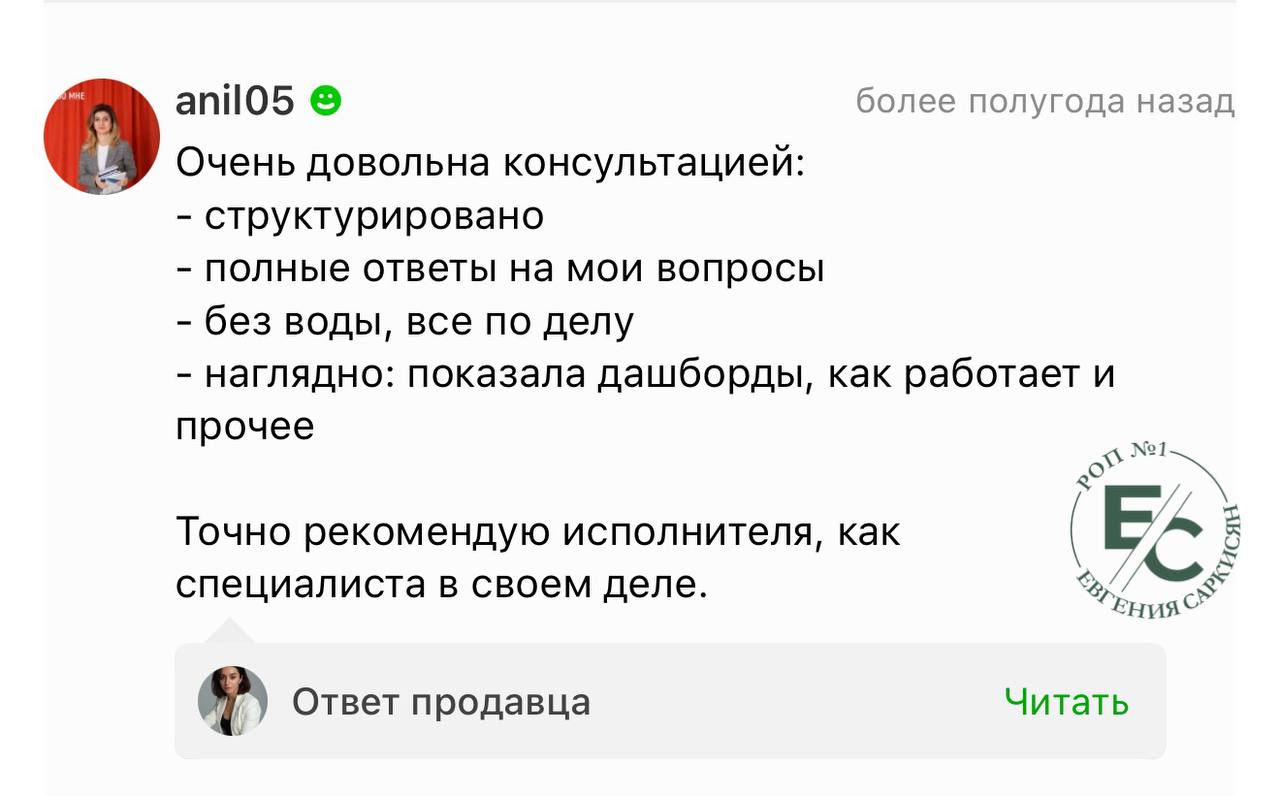 О МНЕ
anil05
более полугода назад
Очень довольна консультацией:
- структурировано
- полные ответы на мои вопросы
- без воды, все по делу
- наглядно: показала дашборды, как работает и
прочее
Точно рекомендую исполнителя, как
специалиста в своем деле.
РОП №1
ЕС
ЕВГЕНИЯ САРКИСЯН
Ответ продавца
Читать